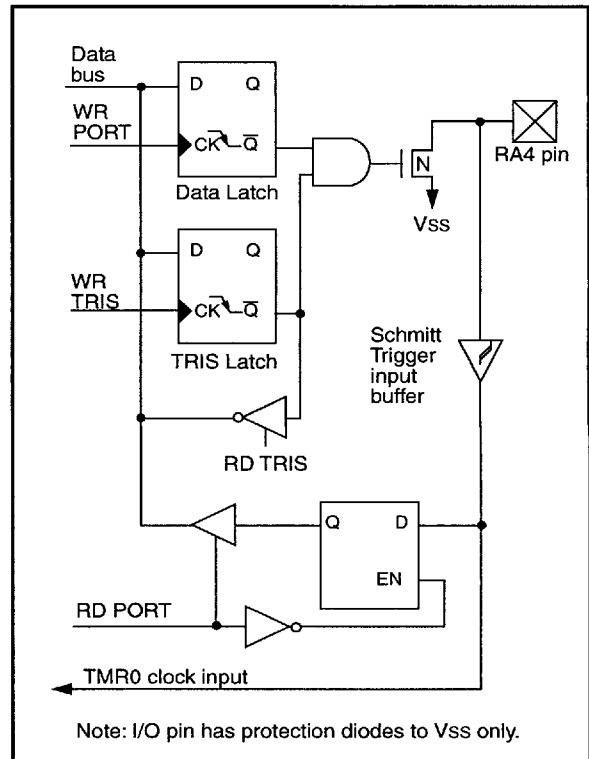 Data
bus
D Q
WR
PORT
CK Q
N
RA4 pin
Data Latch
VSS
D Q
WR
TRIS
CK Q
TRIS Latch
Schmitt
Trigger
input
buffer
RD TRIS
Q D
EN
RD PORT
TMR0 clock input
Note: I/O pin has protection diodes to VSS only.